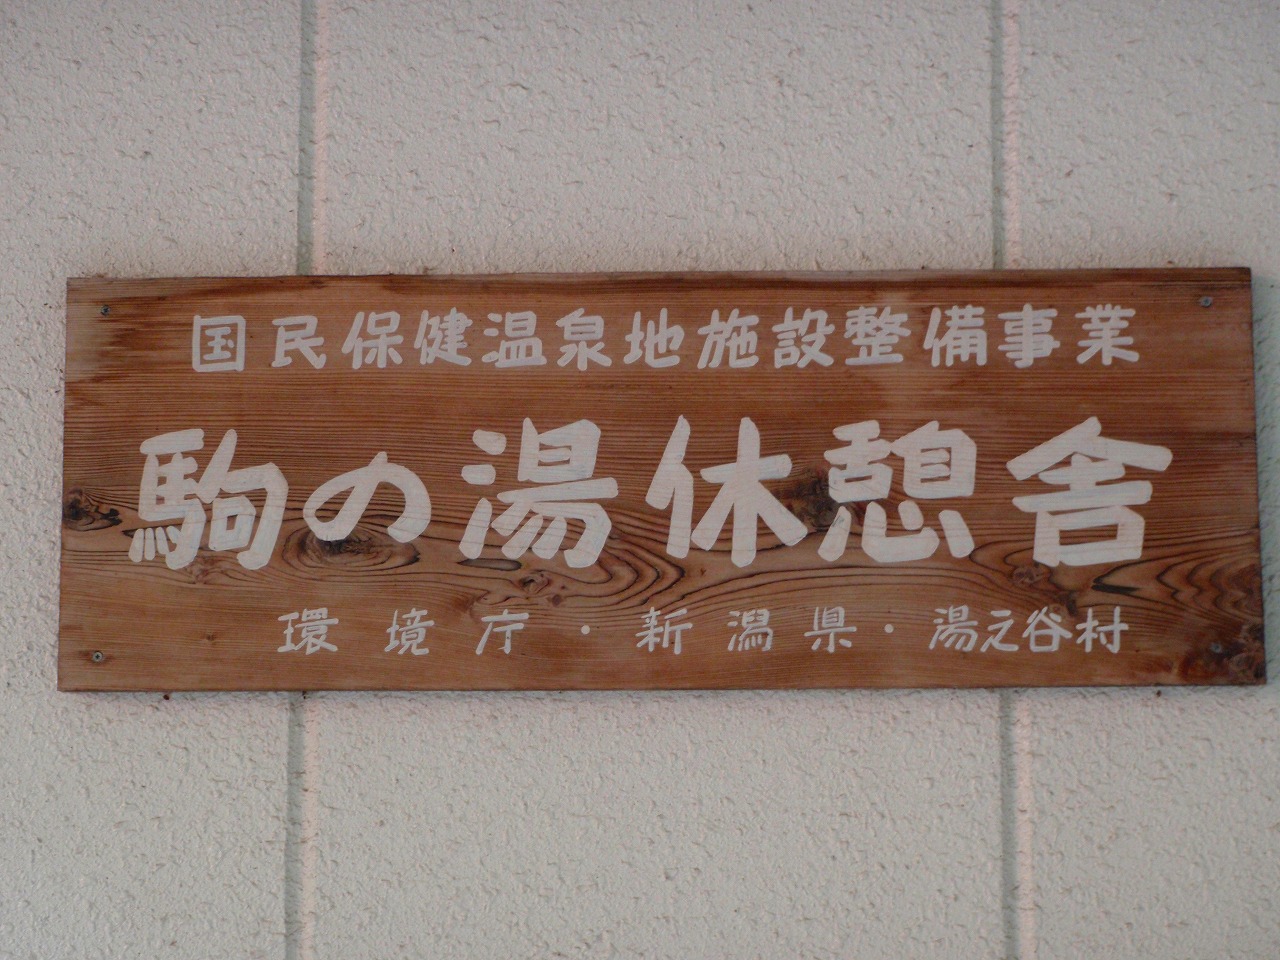 国民保健温泉地施設整備事業
駒の湯休憩舎
環境庁・新潟県・湯之谷村